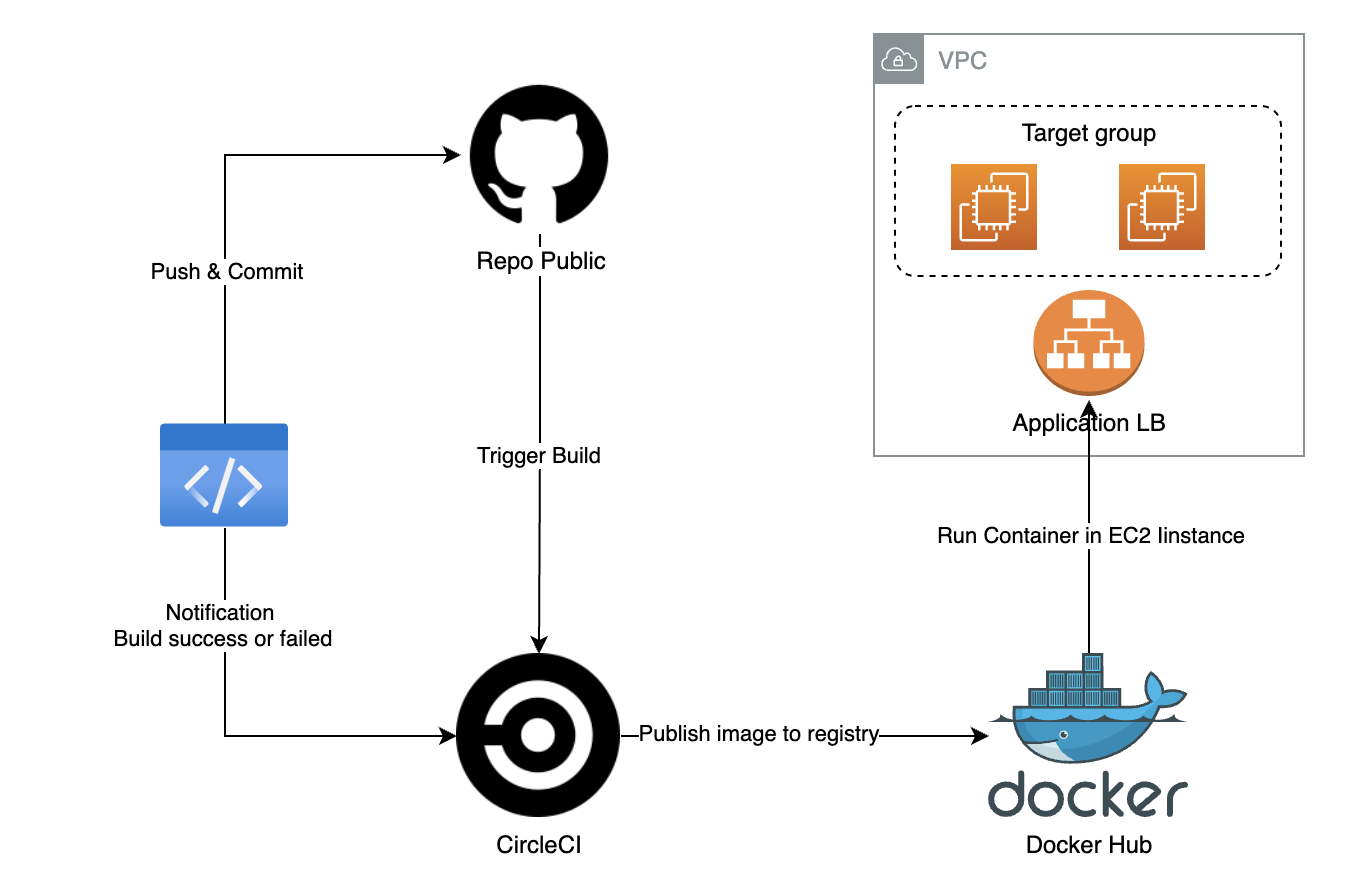 VPC
Target group
Repo Public
Push & Commit
Application LB
Trigger Build
Run Container in EC2 Iinstance
Notification
Build success or failed
Publish image to registry
docker
CircleCI
Docker Hub